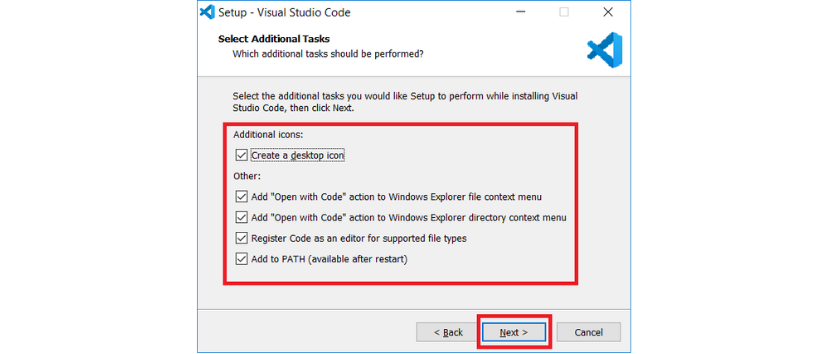 Setup - Visual Studio Code
Select Additional Tasks
Which additional tasks should be performed?
Select the additional tasks you would like Setup to perform while installing Visual
Studio Code, then click Next.
Additional icons:
Create a desktop icon
Other:
Add "Open with Code" action to Windows Explorer file context menu
Add "Open with Code" action to Windows Explorer directory context menu
Register Code as an editor for supported file types
Add to PATH (available after restart)
< Back Next > Cancel